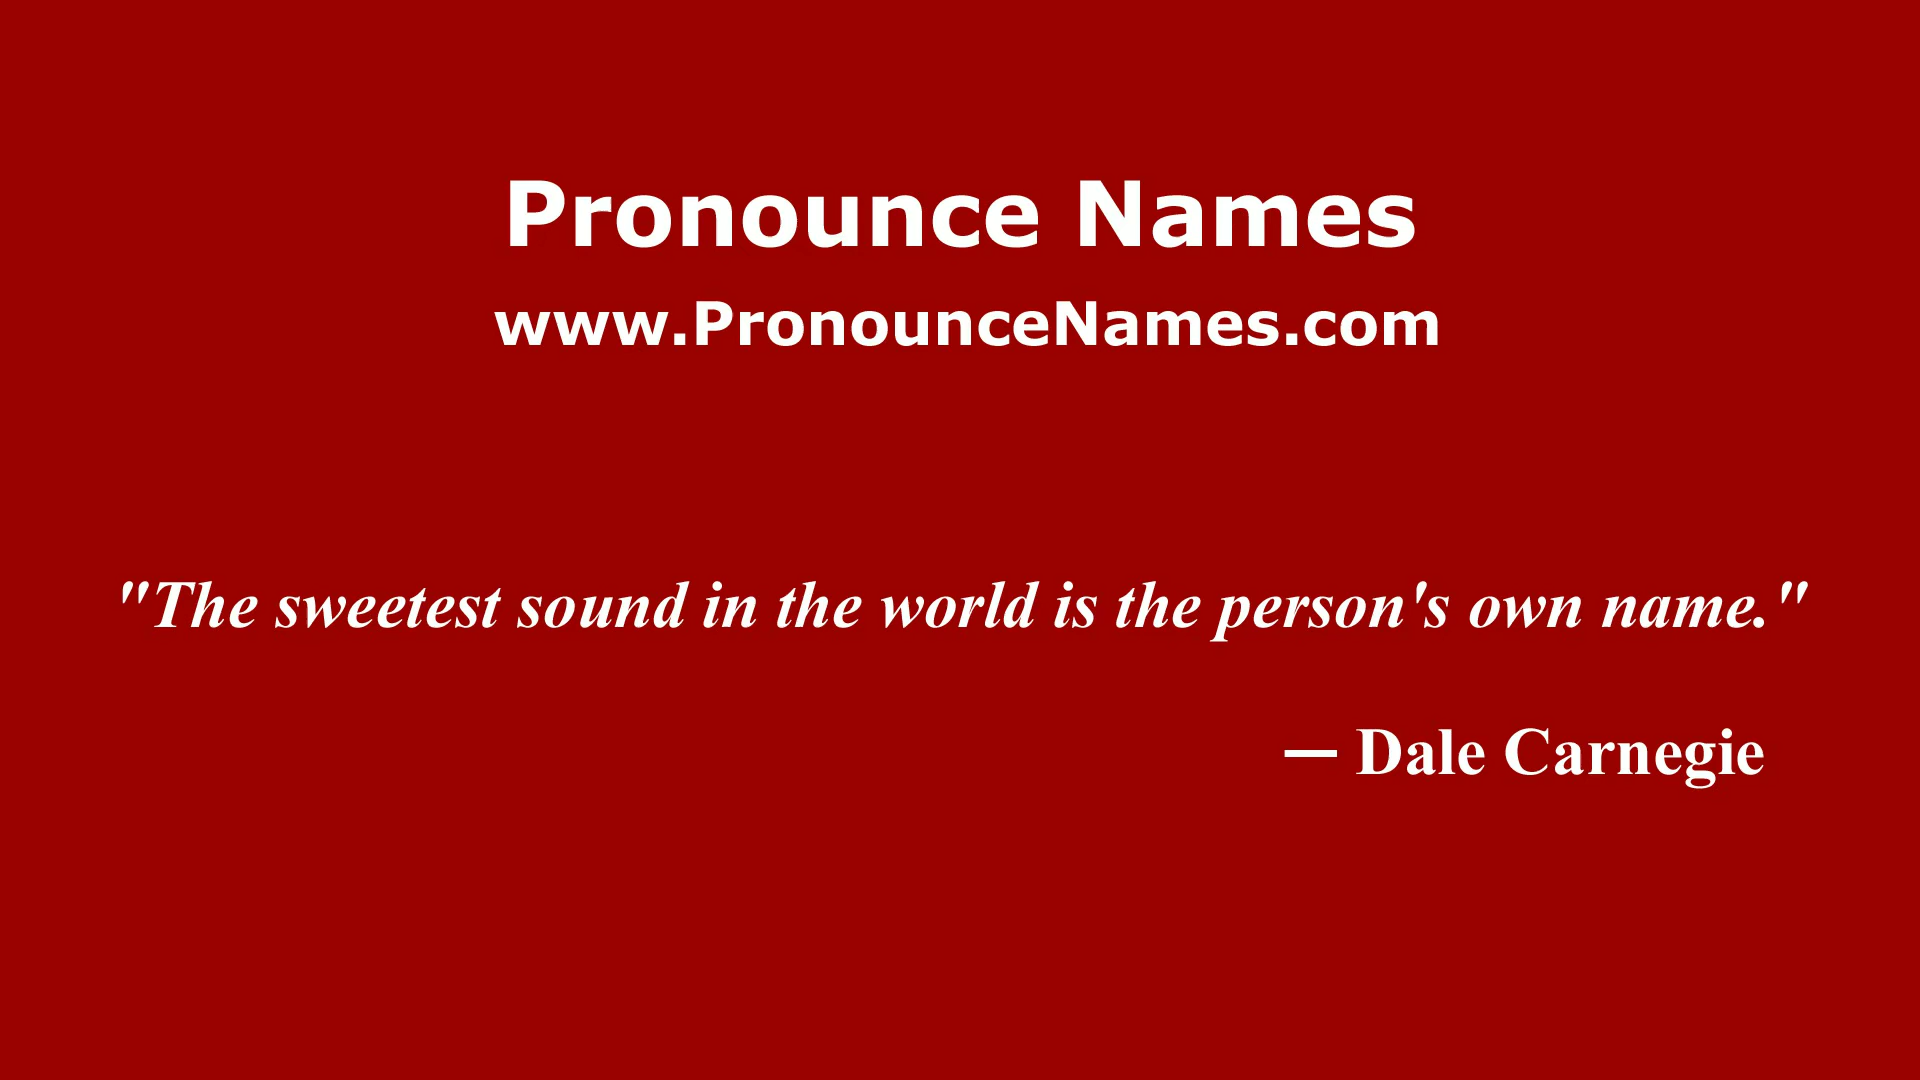 Pronounce Names
www.PronounceNames.com
"The sweetest sound in the world is the person's own name."
— Dale Carnegie